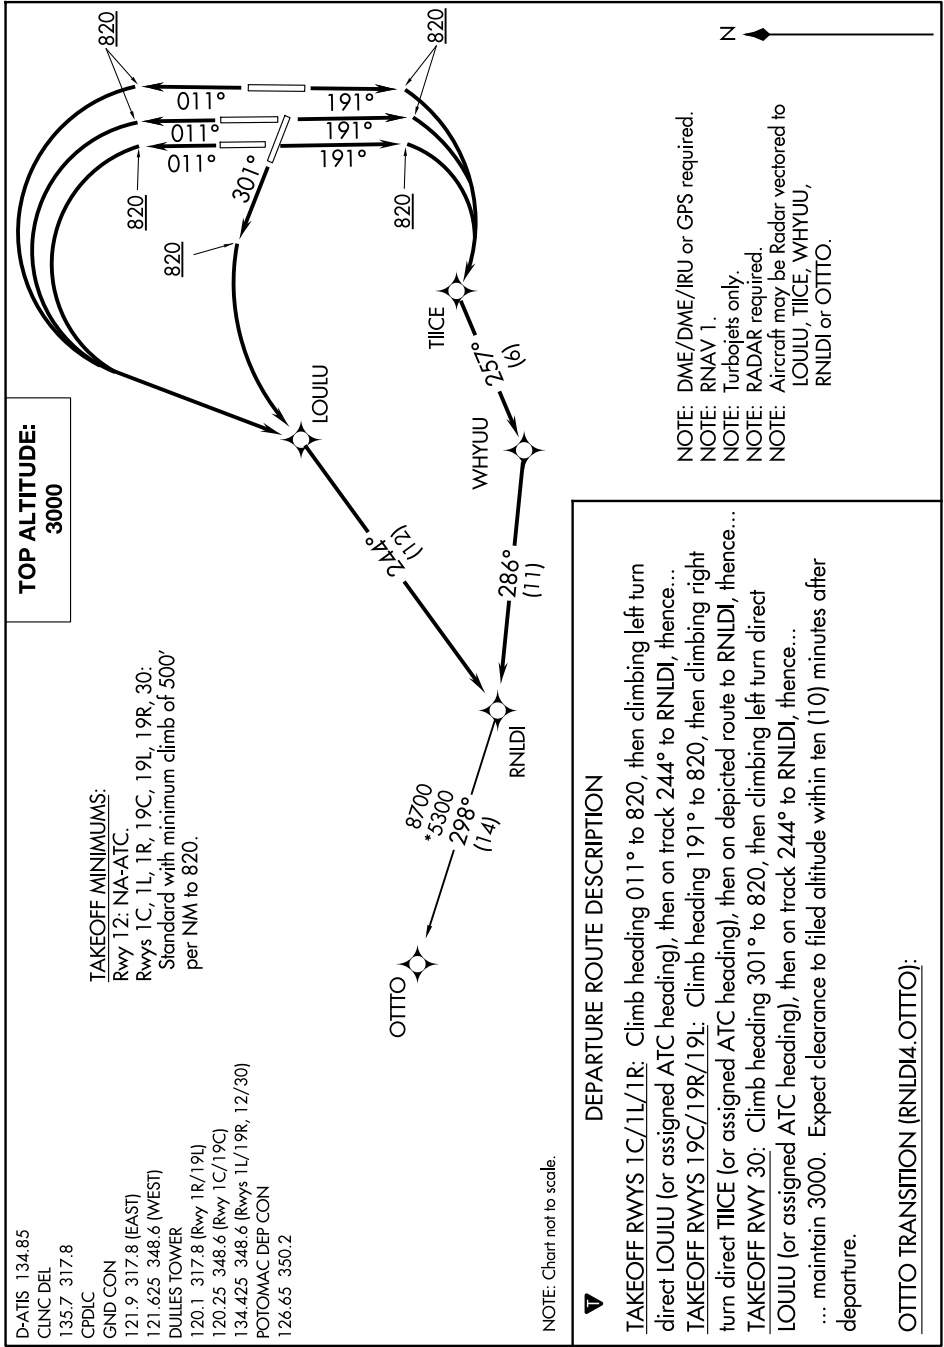 D-ATIS 134.85
CLNC DEL
135.7 317.8
CPDLC
GND CON
121.9 317.8 (EAST)
121.625 348.6 (WEST)
DULLES TOWER
120.1 317.8 (Rwy 1R/19L)
120.25 348.6 (Rwy 1C/19C)
134.425 348.6 (Rwys 1L/19R, 12/30)
POTOMAC DEP CON
126.65 350.2
TAKEOFF MINIMUMS:
Rwy 12: NA-ATC.
Rwys 1C, 1L, 1R, 19C, 19L, 19R, 30:
Standard with minimum climb of 500'
per NM to 820.
TOP ALTITUDE:
3000
820
820
820
820
820
011°
011°
011°
191°
191°
191°
301°
LOULU
244°
(12)
TIICE
257°
(6)
WHYUU
286°
(11)
RNLDI
8700
*5300
298°
(14)
OTTTO
N
NOTE: Chart not to scale.
NOTE: DME/DME/IRU or GPS required.
NOTE: RNAV 1.
NOTE: Turbojets only.
NOTE: RADAR required.
NOTE: Aircraft may be Radar vectored to
LOULU, TIICE, WHYUU,
RNLDI or OTTTO.
T
DEPARTURE ROUTE DESCRIPTION
TAKEOFF RWYS 1C/1L/1R: Climb heading 011° to 820, then climbing left turn
direct LOULU (or assigned ATC heading), then on track 244° to RNLDI, thence...
TAKEOFF RWYS 19C/19R/19L: Climb heading 191° to 820, then climbing right
turn direct TIICE (or assigned ATC heading), then on depicted route to RNLDI, thence...
TAKEOFF RWY 30: Climb heading 301° to 820, then climbing left turn direct
LOULU (or assigned ATC heading), then on track 244° to RNLDI, thence...
... maintain 3000. Expect clearance to filed altitude within ten (10) minutes after
departure.
OTTTO TRANSITION (RNLDI4.OTTTO):